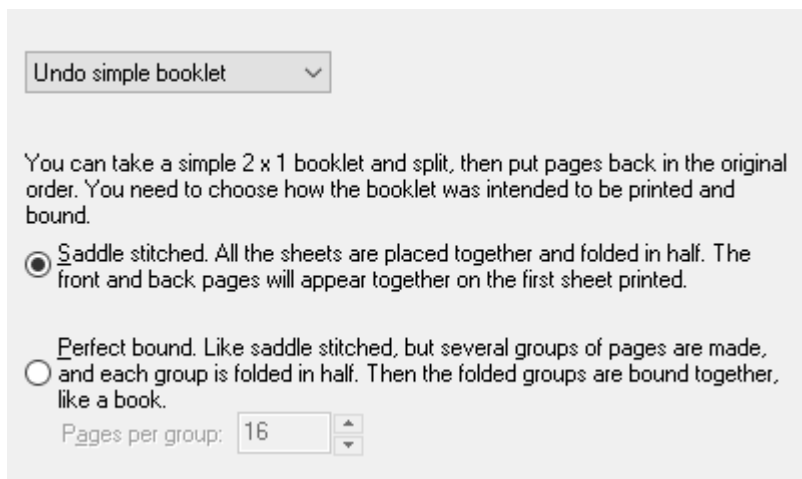 Undo simple booklet
You can take a simple 2 x 1 booklet and split, then put pages back in the original
order. You need to choose how the booklet was intended to be printed and
bound.
Saddle stitched. All the sheets are placed together and folded in half. The
front and back pages will appear together on the first sheet printed.
Perfect bound. Like saddle stitched, but several groups of pages are made,
and each group is folded in half. Then the folded groups are bound together,
like a book.
Pages per group: 16